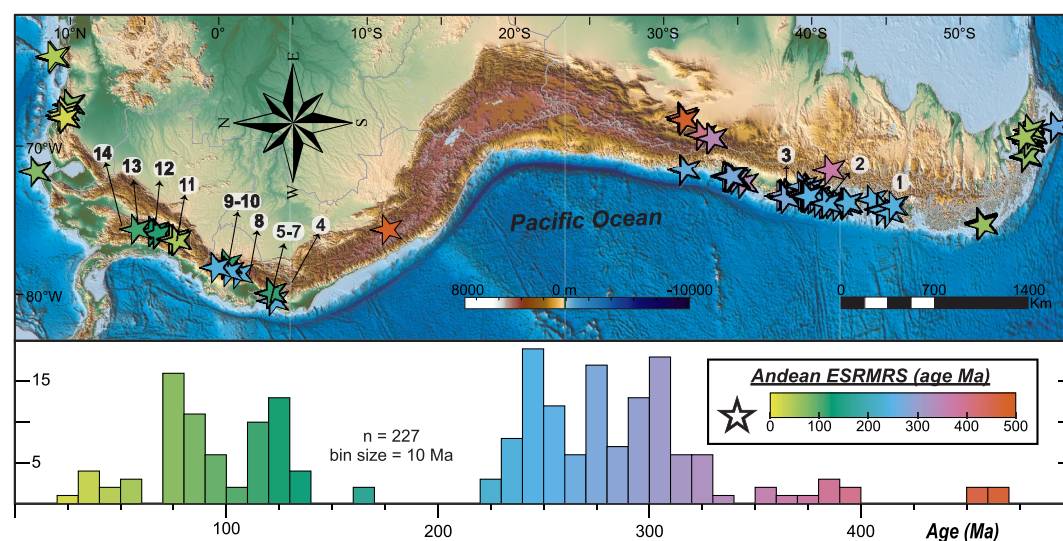 10°N
0°
10°S
20°S
30°S
40°S
50°S
E
N
S
W
70°W
80°W
14
13
12
11
9-10
8
5-7
4
3
2
1
Pacific Ocean
8000
0 m
-10000
0
700
1400
Km
15
5
n = 227
bin size = 10 Ma
Andean ESRMRS (age Ma)
0
100
200
300
400
500
100
200
300
400
Age (Ma)